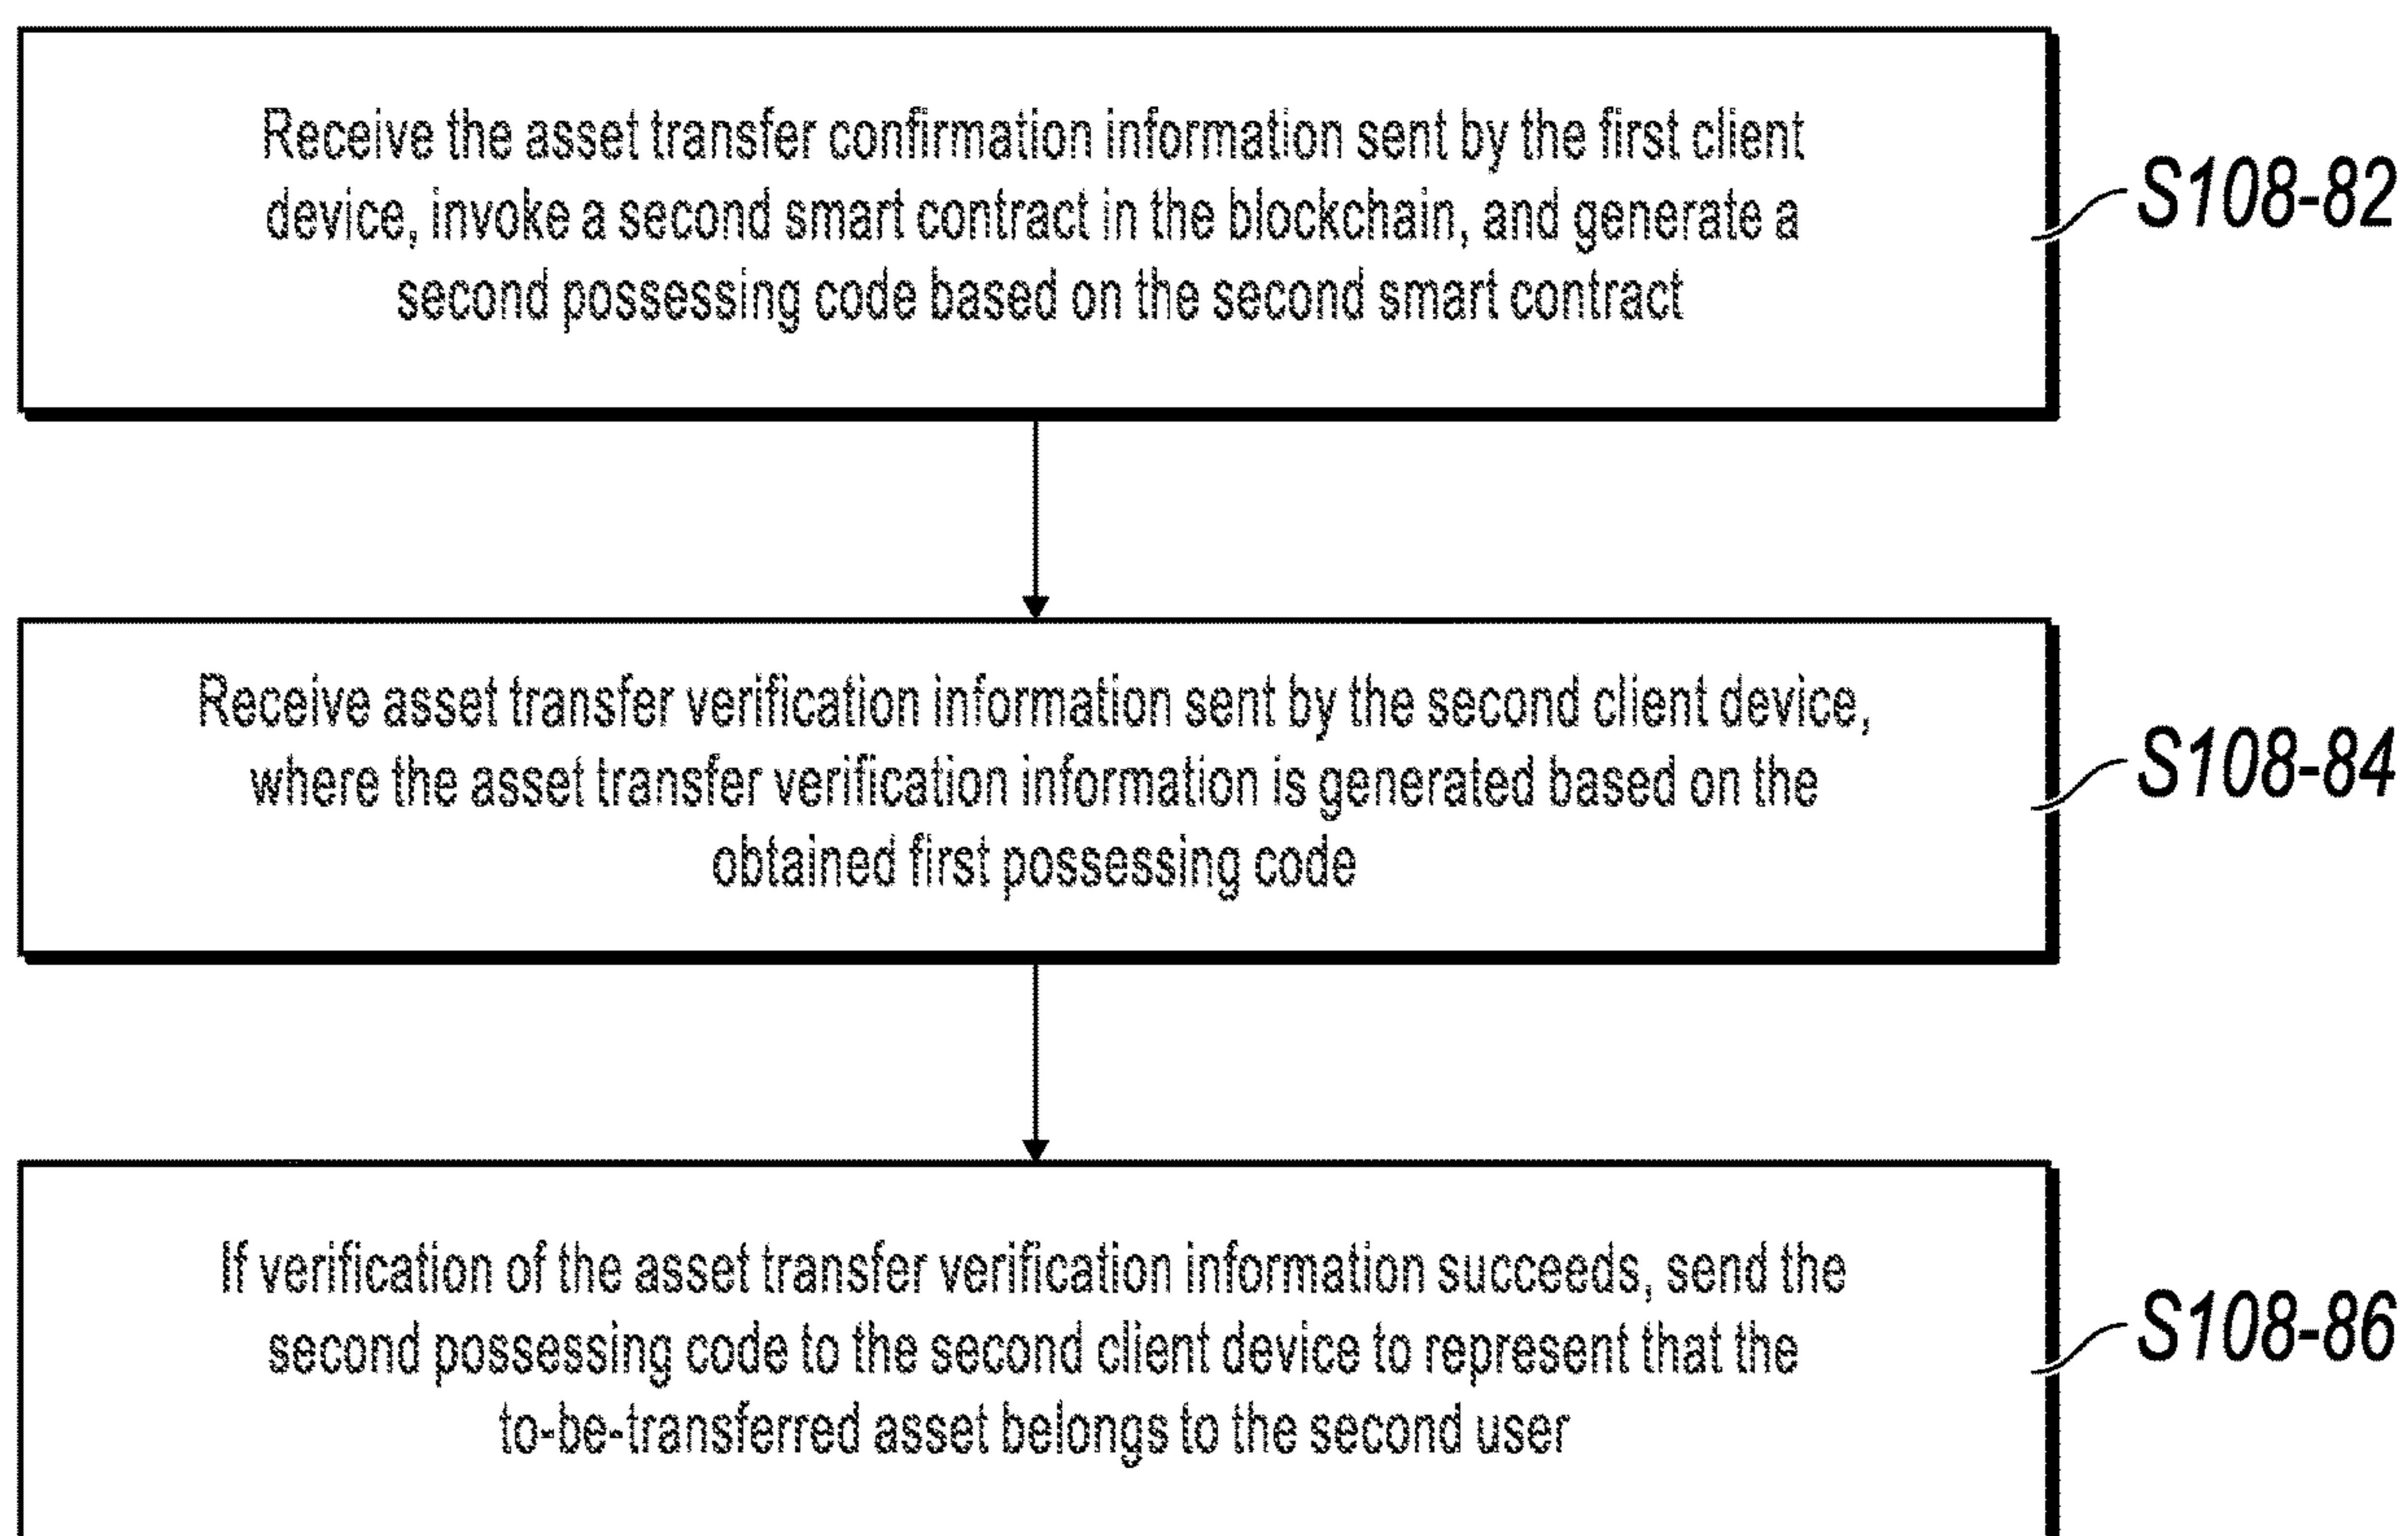 Receive the asset transfer confirmation information sent by the first client
device, invoke a second smart contract in the blockchain, and generate a
second possessing code based on the second smart contract
S108-82
Receive asset transfer verification information sent by the second client device,
where the asset transfer verification information is generated based on the
obtained first possessing code
S108-84
If verification of the asset transfer verification information succeeds, send the
second possessing code to the second client device to represent that the
to-be-transferred asset belongs to the second user
S108-86